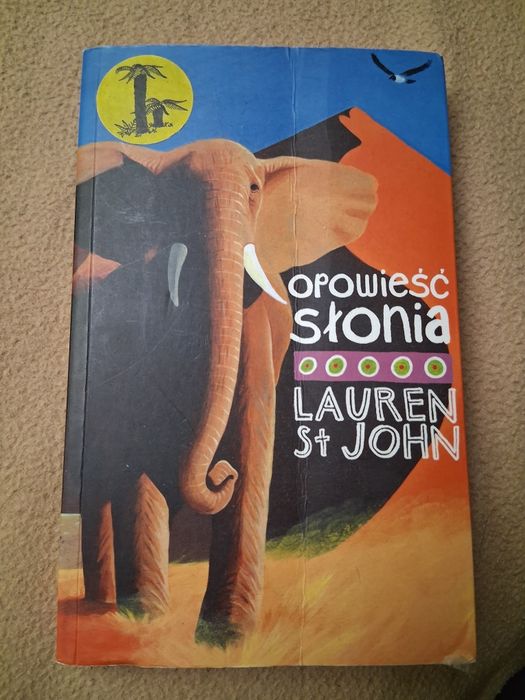 opowieść
słonia
LAUREN
St JOHN